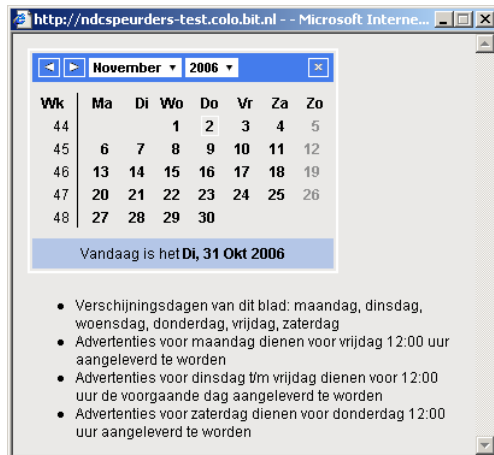 http://ndcspeurders-test.colo.bit.nl - - Microsoft Interne...
November 2006
Wk Ma Di Wo Do Vr Za Zo
44 1 2 3 4 5
45 6 7 8 9 10 11 12
46 13 14 15 16 17 18 19
47 20 21 22 23 24 25 26
48 27 28 29 30
Vandaag is het Di, 31 Okt 2006
Verschijningsdagen van dit blad: maandag, dinsdag,
woensdag, donderdag, vrijdag, zaterdag
Advertenties voor maandag dienen voor vrijdag 12:00 uur
aangeleverd te worden
Advertenties voor dinsdag t/m vrijdag dienen voor 12:00
uur de voorgaande dag aangeleverd te worden
Advertenties voor zaterdag dienen voor donderdag 12:00
uur aangeleverd te worden